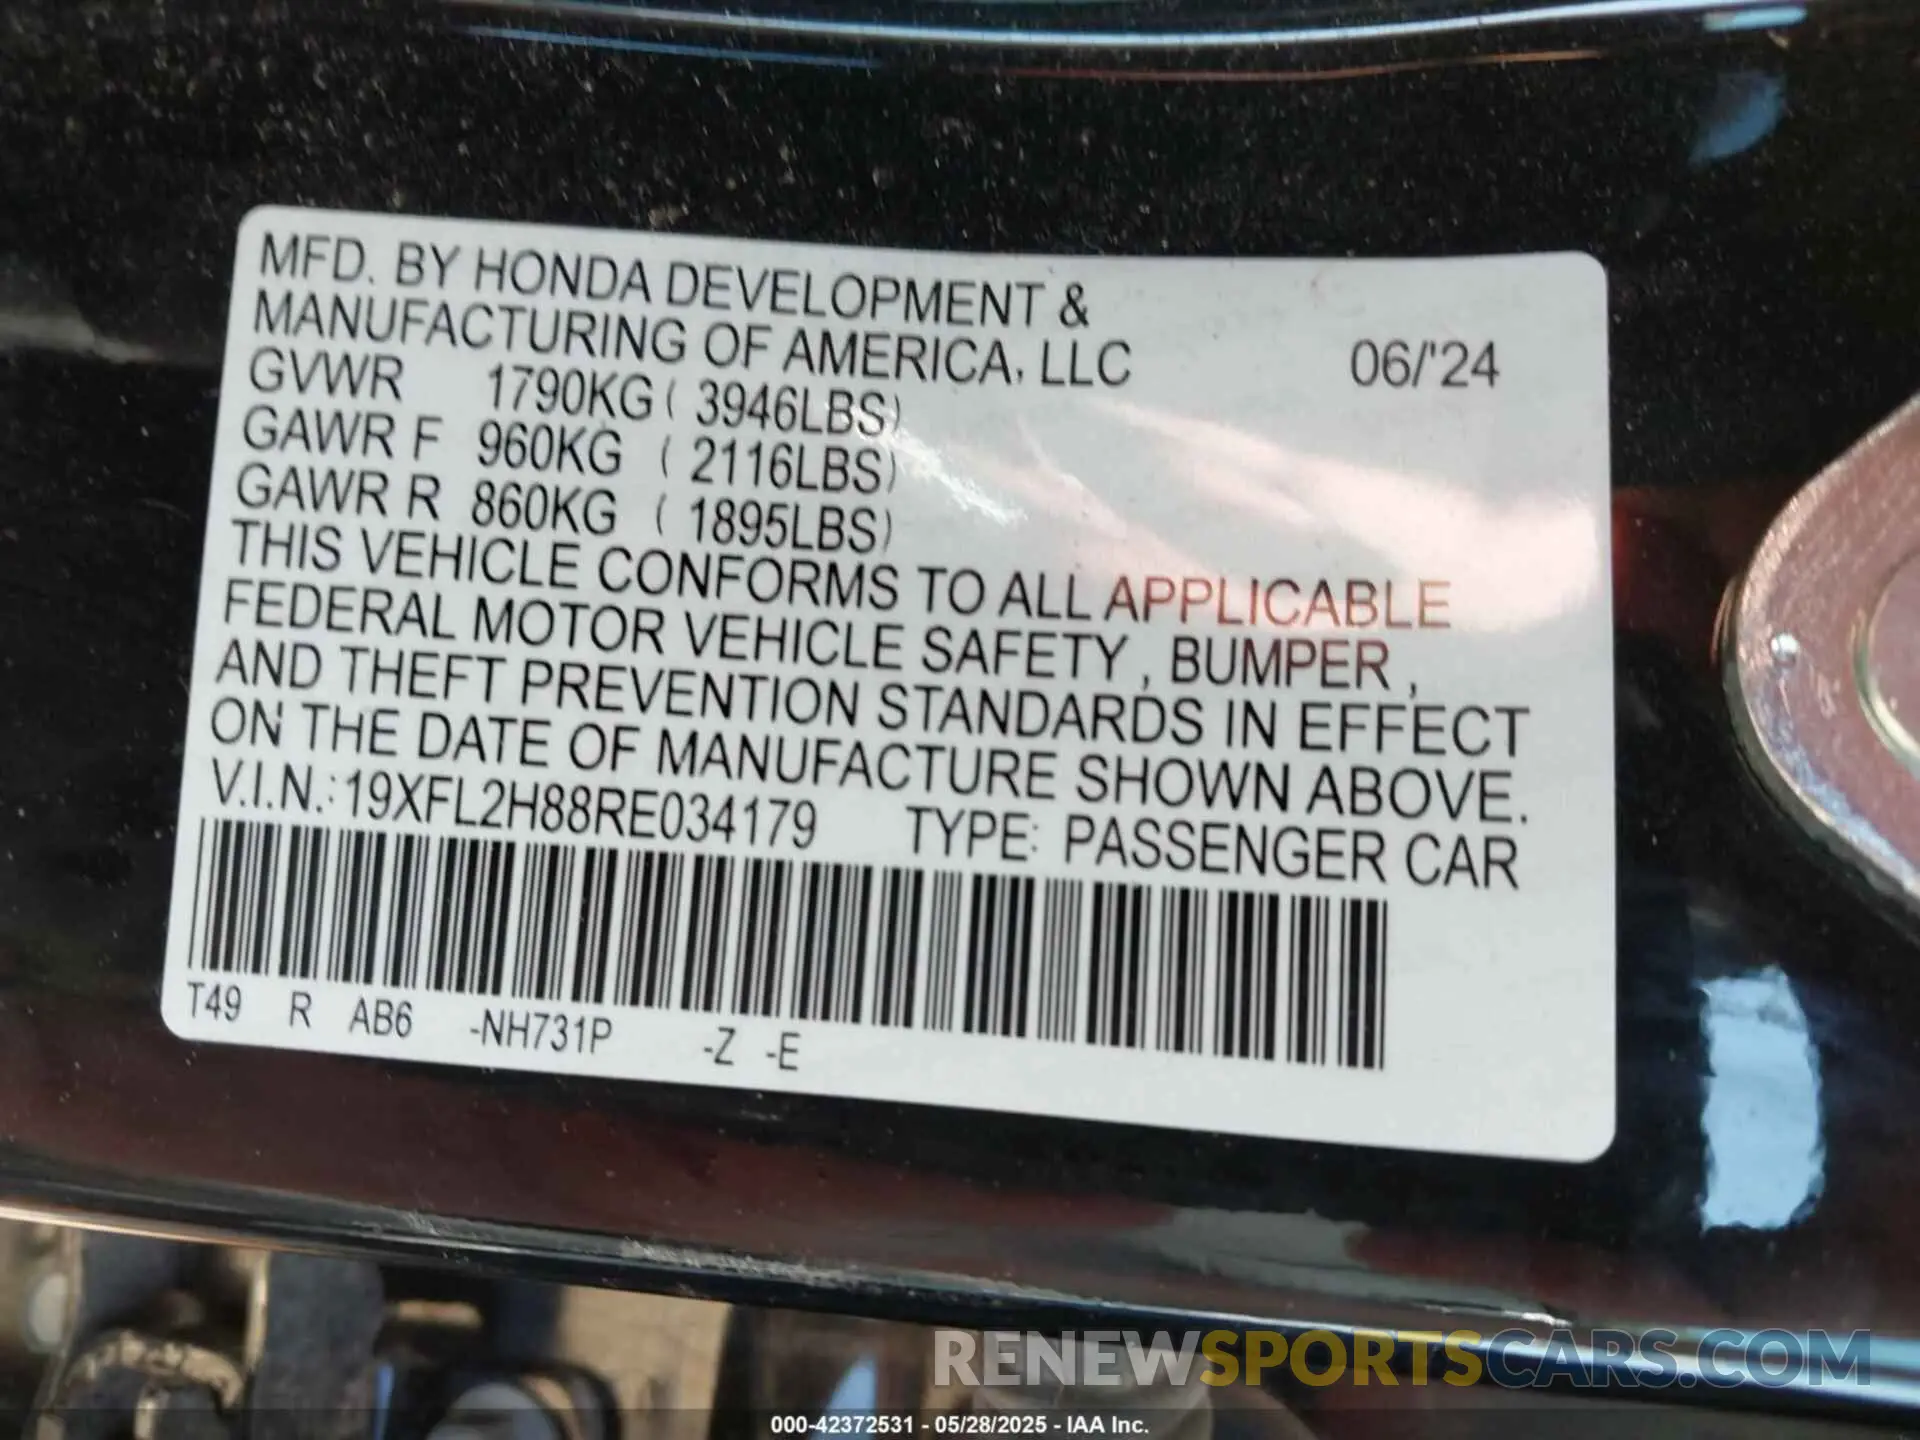 MFD. BY HONDA DEVELOPMENT &
MANUFACTURING OF AMERICA, LLC 06/'24
GVWR 1790KG ( 3946LBS)
GAWR F 960KG ( 2116LBS)
GAWR R 860KG ( 1895LBS)
THIS VEHICLE CONFORMS TO ALL APPLICABLE
FEDERAL MOTOR VEHICLE SAFETY , BUMPER ,
AND THEFT PREVENTION STANDARDS IN EFFECT
ON THE DATE OF MANUFACTURE SHOWN ABOVE.
V.I.N.: 19XFL2H88RE034179 TYPE: PASSENGER CAR
T49 R AB6 -NH731P -Z -E
RENEWSPORTSCARS.COM
000-42372531 - 05/28/2025 - IAA Inc.